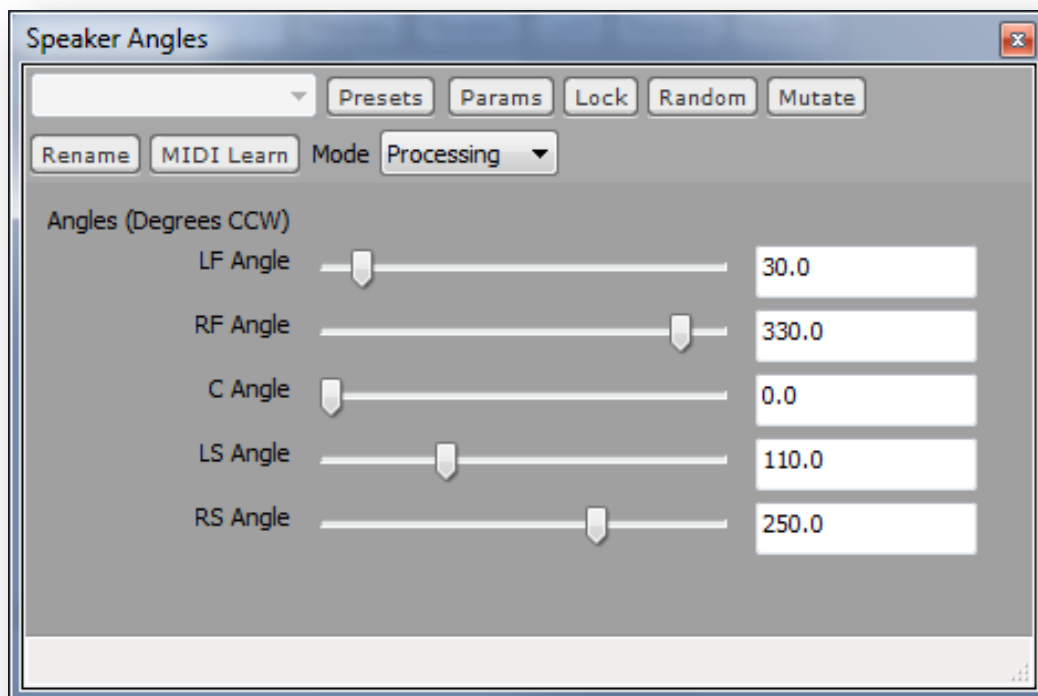 Speaker Angles
Presets Params Lock Random Mutate
Rename MIDI Learn Mode Processing
Angles (Degrees CCW)
LF Angle 30.0
RF Angle 330.0
C Angle 0.0
LS Angle 110.0
RS Angle 250.0